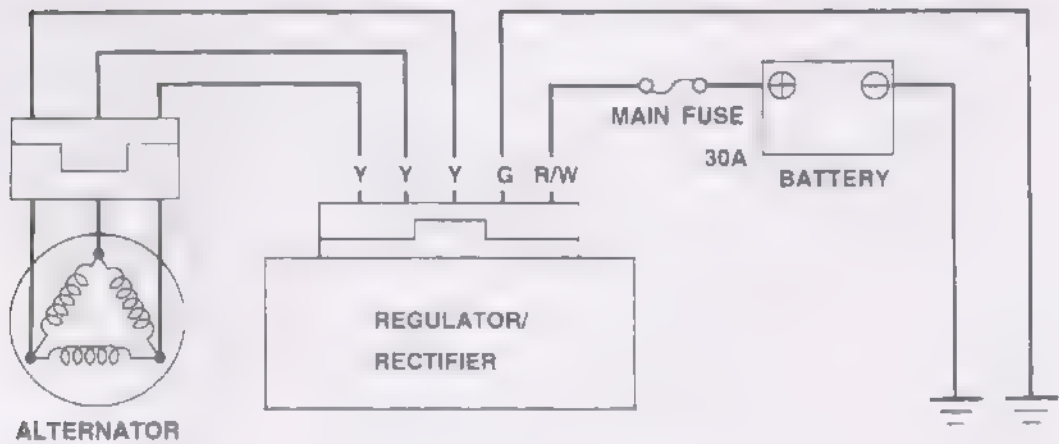 MAIN FUSE
30A
BATTERY
Y Y Y G R/W
REGULATOR/
RECTIFIER
ALTERNATOR